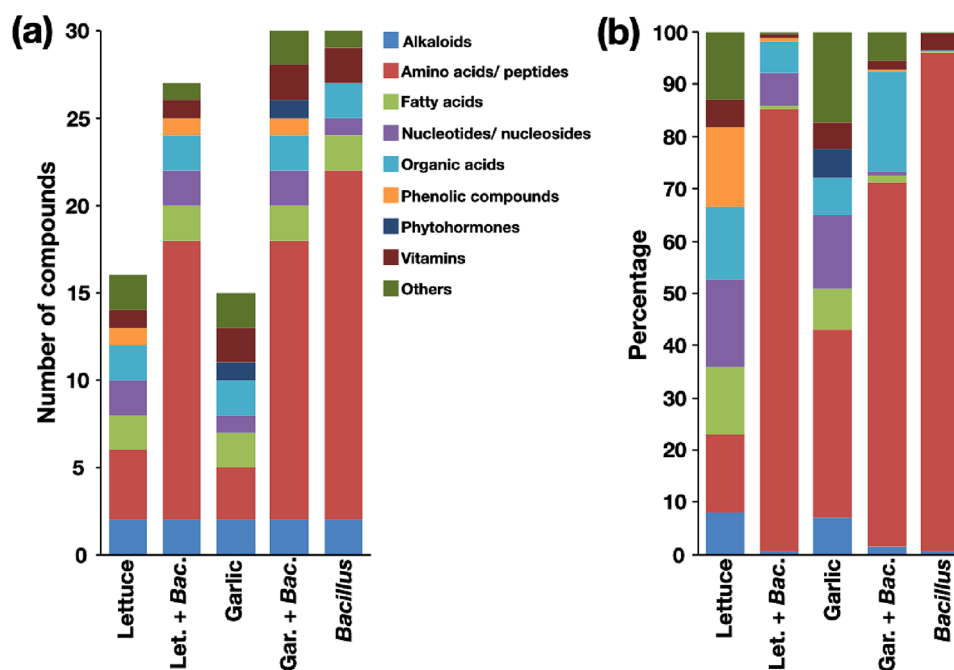 (a)
Number of compounds
30
25
20
15
10
5
0
Lettuce
Let. + Bac.
Garlic
Gar. + Bac.
Bacillus
Alkaloids
Amino acids/ peptides
Fatty acids
Nucleotides/ nucleosides
Organic acids
Phenolic compounds
Phytohormones
Vitamins
Others
(b)
Percentage
100
90
80
70
60
50
40
30
20
10
0
Lettuce
Let. + Bac.
Garlic
Gar. + Bac.
Bacillus